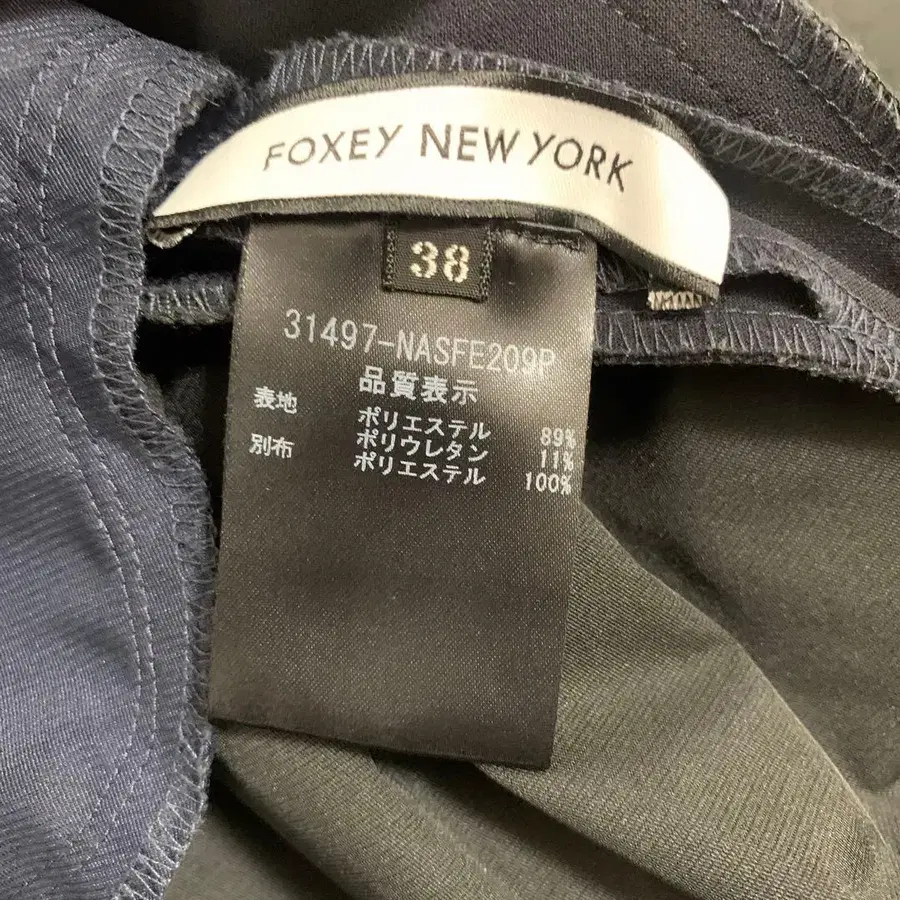 FOXEY NEW YORK
38
31497-NASFE209P
品質表示
表地 ポリエステル 89%
ポリウレタン 11%
別布 ポリエステル 100%